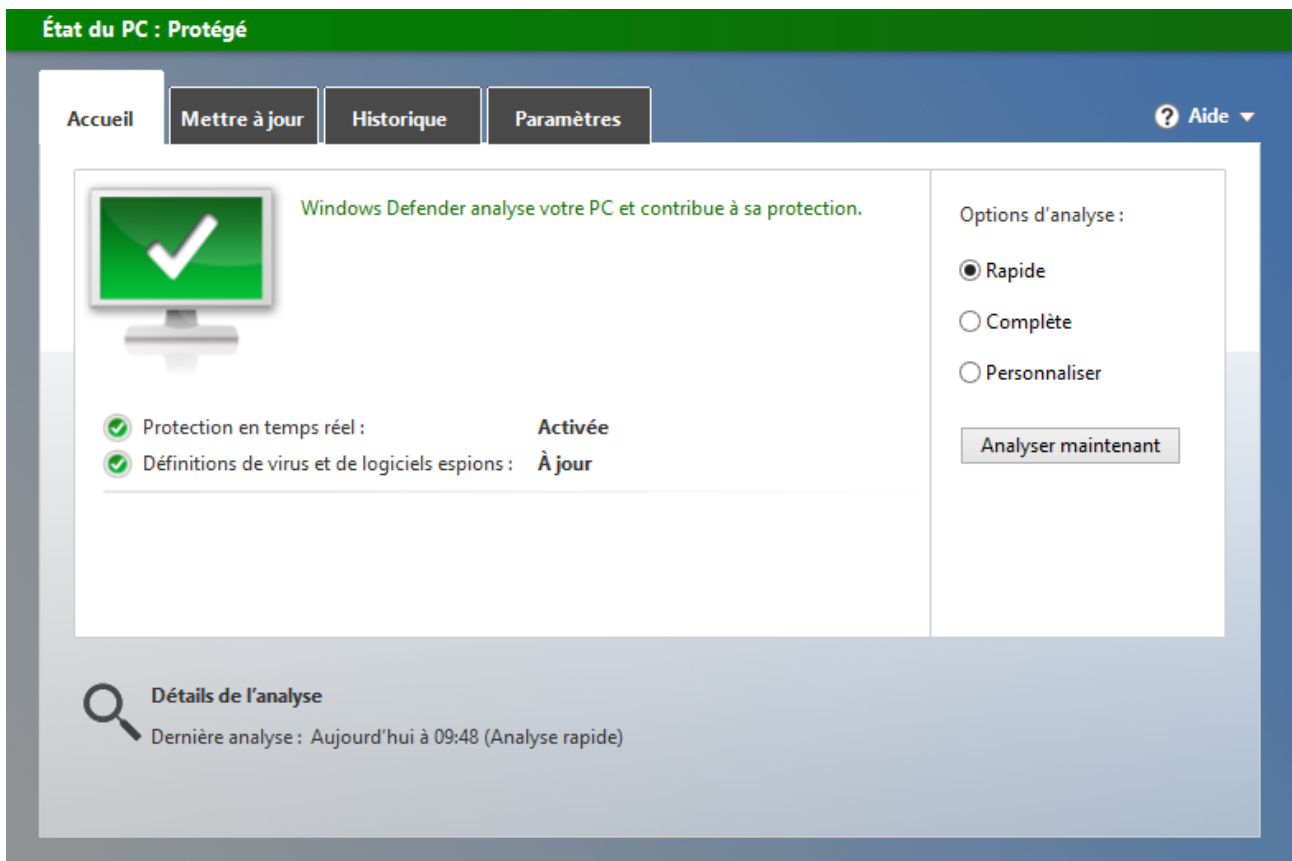 État du PC : Protégé
Accueil
Mettre à jour
Historique
Paramètres
? Aide
Windows Defender analyse votre PC et contribue à sa protection.
Protection en temps réel : Activée
Définitions de virus et de logiciels espions : À jour
Options d'analyse :
Rapide
Complète
Personnaliser
Analyser maintenant
Détails de l'analyse
Dernière analyse : Aujourd'hui à 09:48 (Analyse rapide)